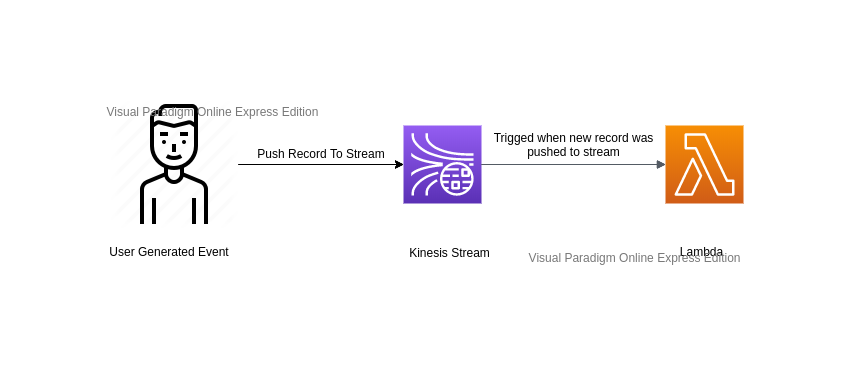 Visual Paradigm Online Express Edition
Trigged when new record was
pushed to stream
Push Record To Stream
User Generated Event
Kinesis Stream
Lambda
Visual Paradigm Online Express Edition